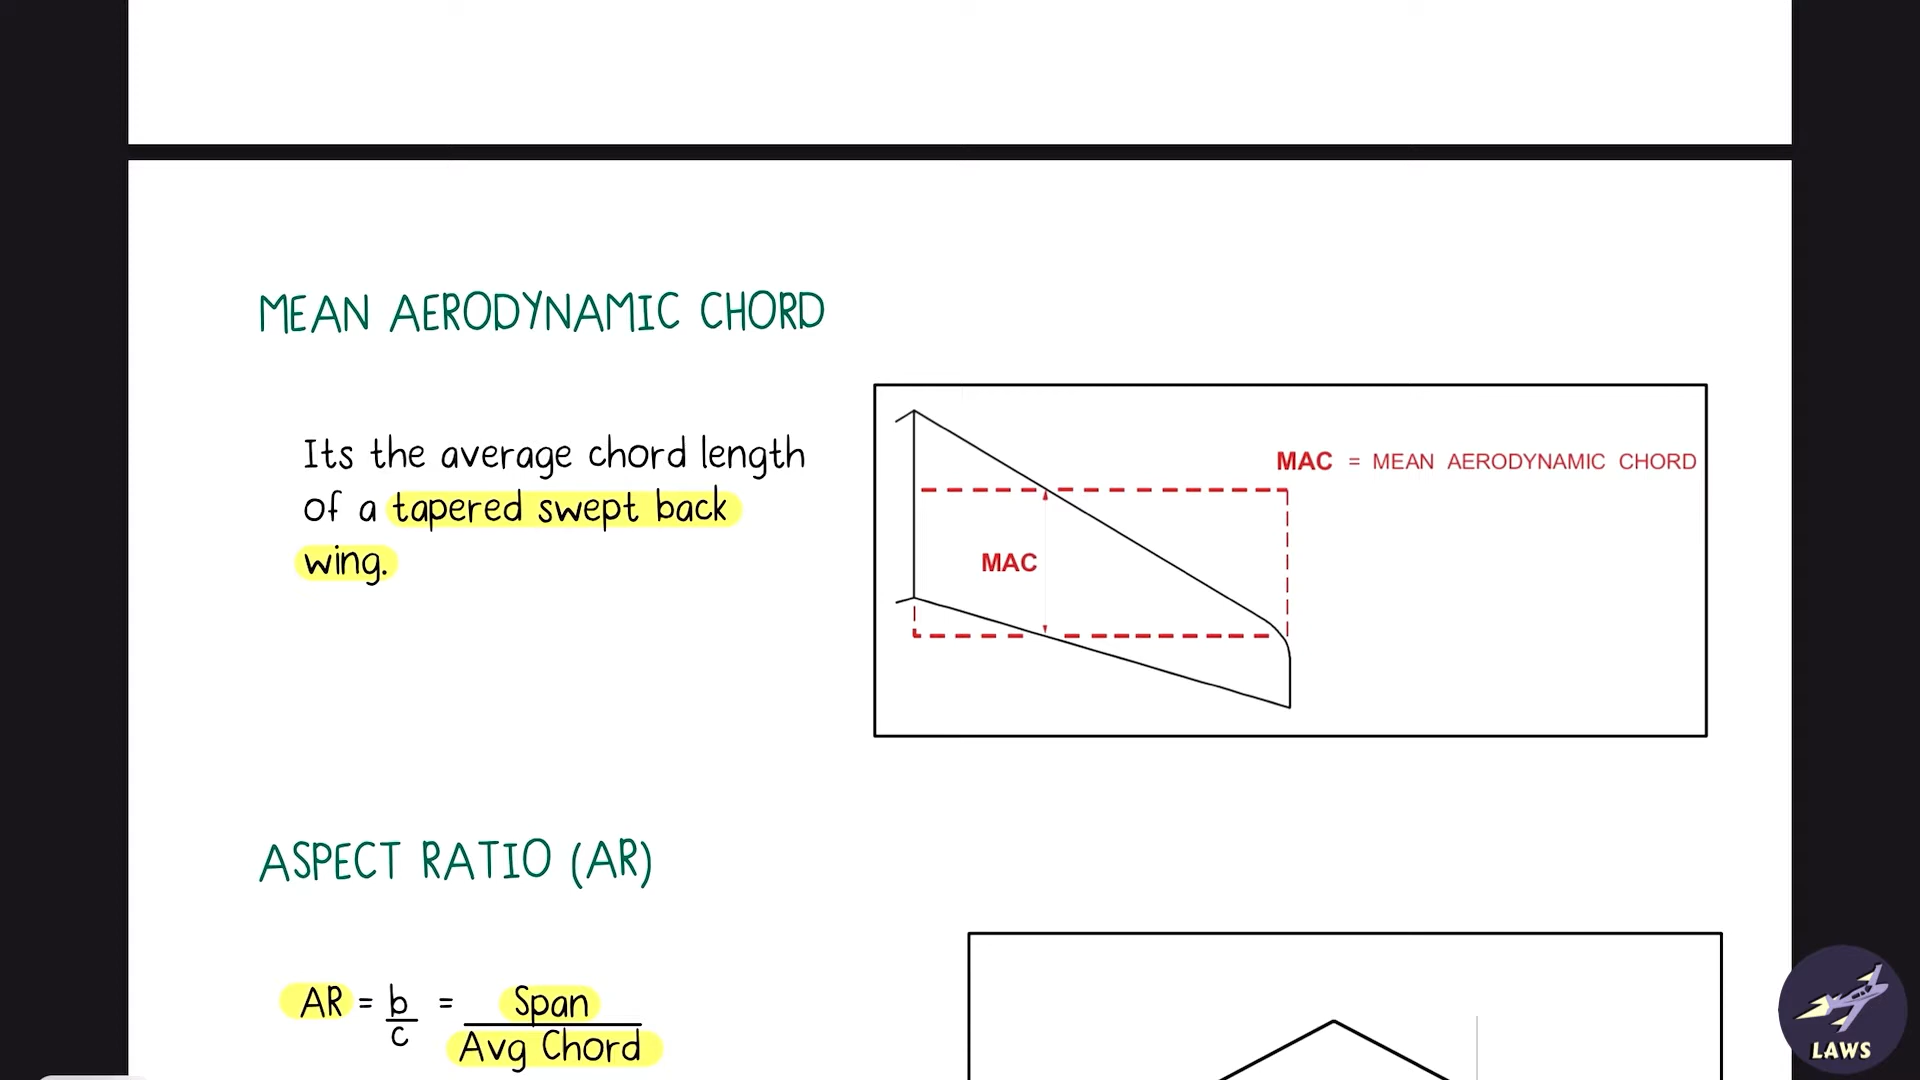 MEAN AERODYNAMIC CHORD
Its the average chord length
of a tapered swept back
wing.
MAC = MEAN AERODYNAMIC CHORD
MAC
ASPECT RATIO (AR)
AR = b/c = Span/Avg Chord
LAWS